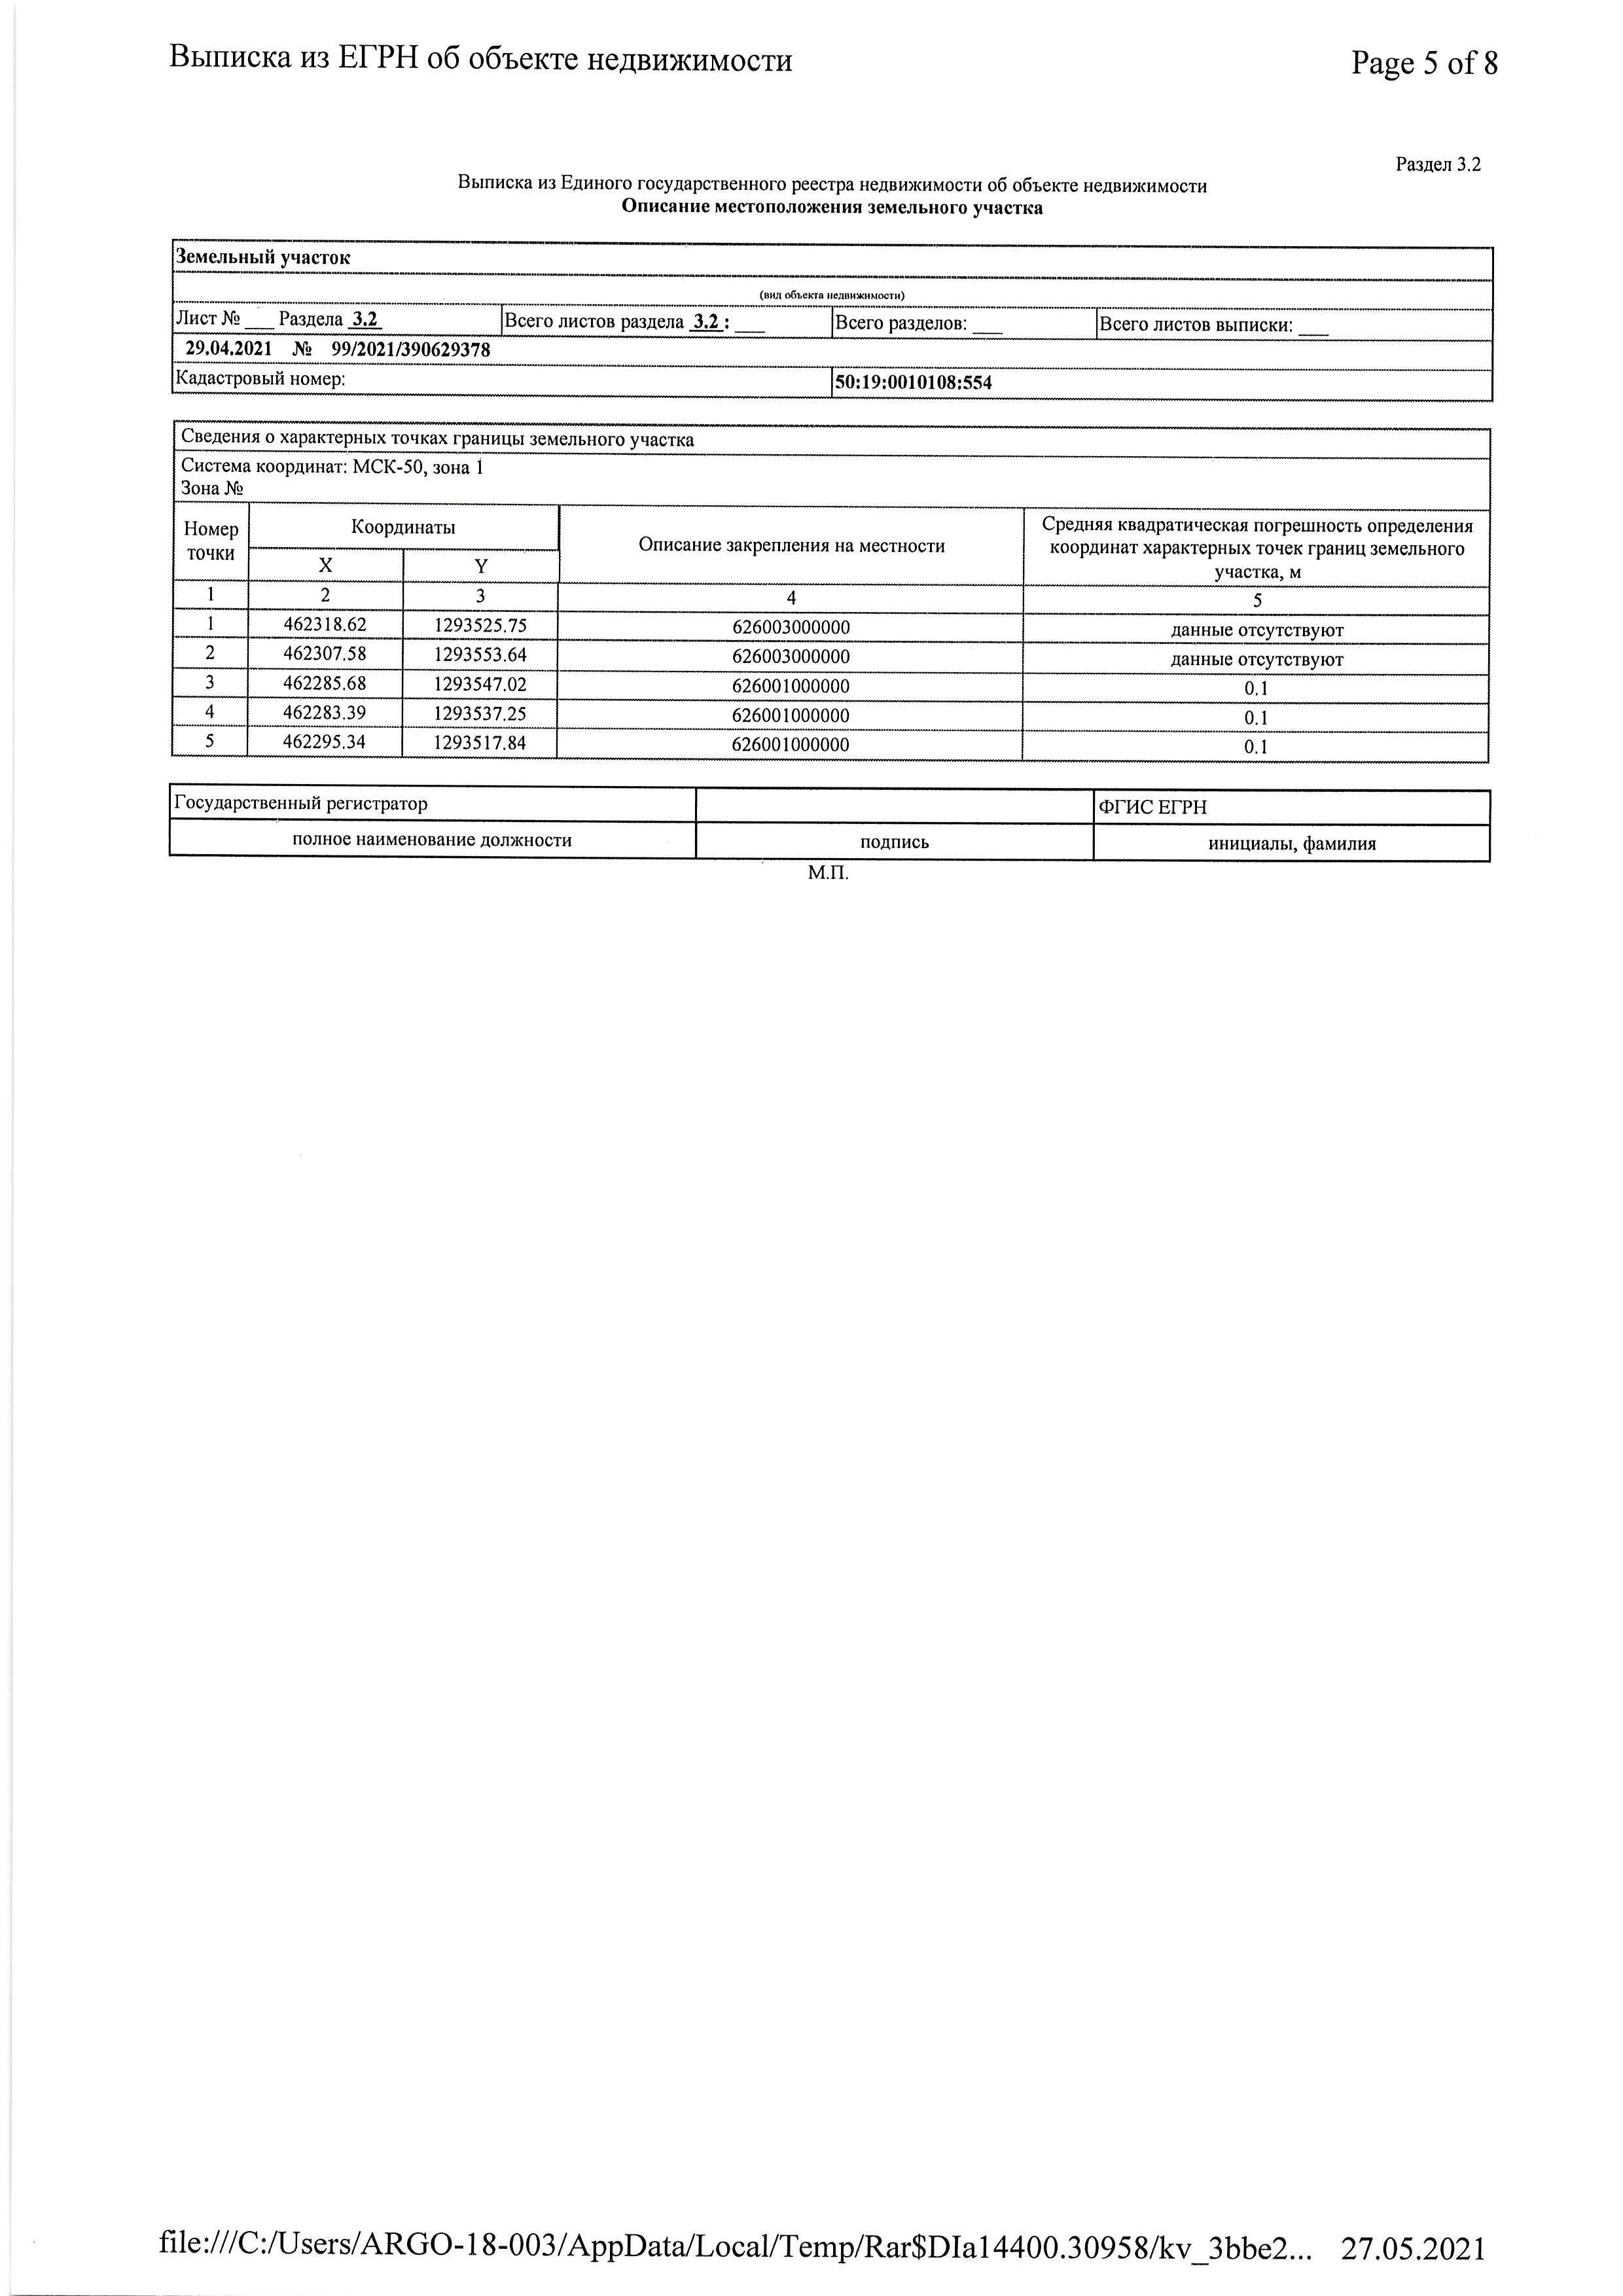 Выписка из ЕГРН об объекте недвижимости Page 5 of 8
Раздел 3.2
Выписка из Единого государственного реестра недвижимости об объекте недвижимости
Описание местоположения земельного участка
Земельный участок
(вид объекта недвижимости)
Лист № ___ Раздела 3.2 Всего листов раздела 3.2 : ___ Всего разделов: ___ Всего листов выписки: ___
29.04.2021 № 99/2021/390629378
Кадастровый номер: 50:19:0010108:554
Сведения о характерных точках границы земельного участка
Система координат: МСК-50, зона 1
Зона №
Номер точки Координаты Описание закрепления на местности Средняя квадратическая погрешность определения координат характерных точек границ земельного участка, м
X Y
1 2 3 4 5
1 462318.62 1293525.75 626003000000 данные отсутствуют
2 462307.58 1293553.64 626003000000 данные отсутствуют
3 462285.68 1293547.02 626001000000 0.1
4 462283.39 1293537.25 626001000000 0.1
5 462295.34 1293517.84 626001000000 0.1
Государственный регистратор ФГИС ЕГРН
полное наименование должности подпись инициалы, фамилия
М.П.
file:///C:/Users/ARGO-18-003/AppData/Local/Temp/Rar$DIa14400.30958/kv_3bbe2... 27.05.2021